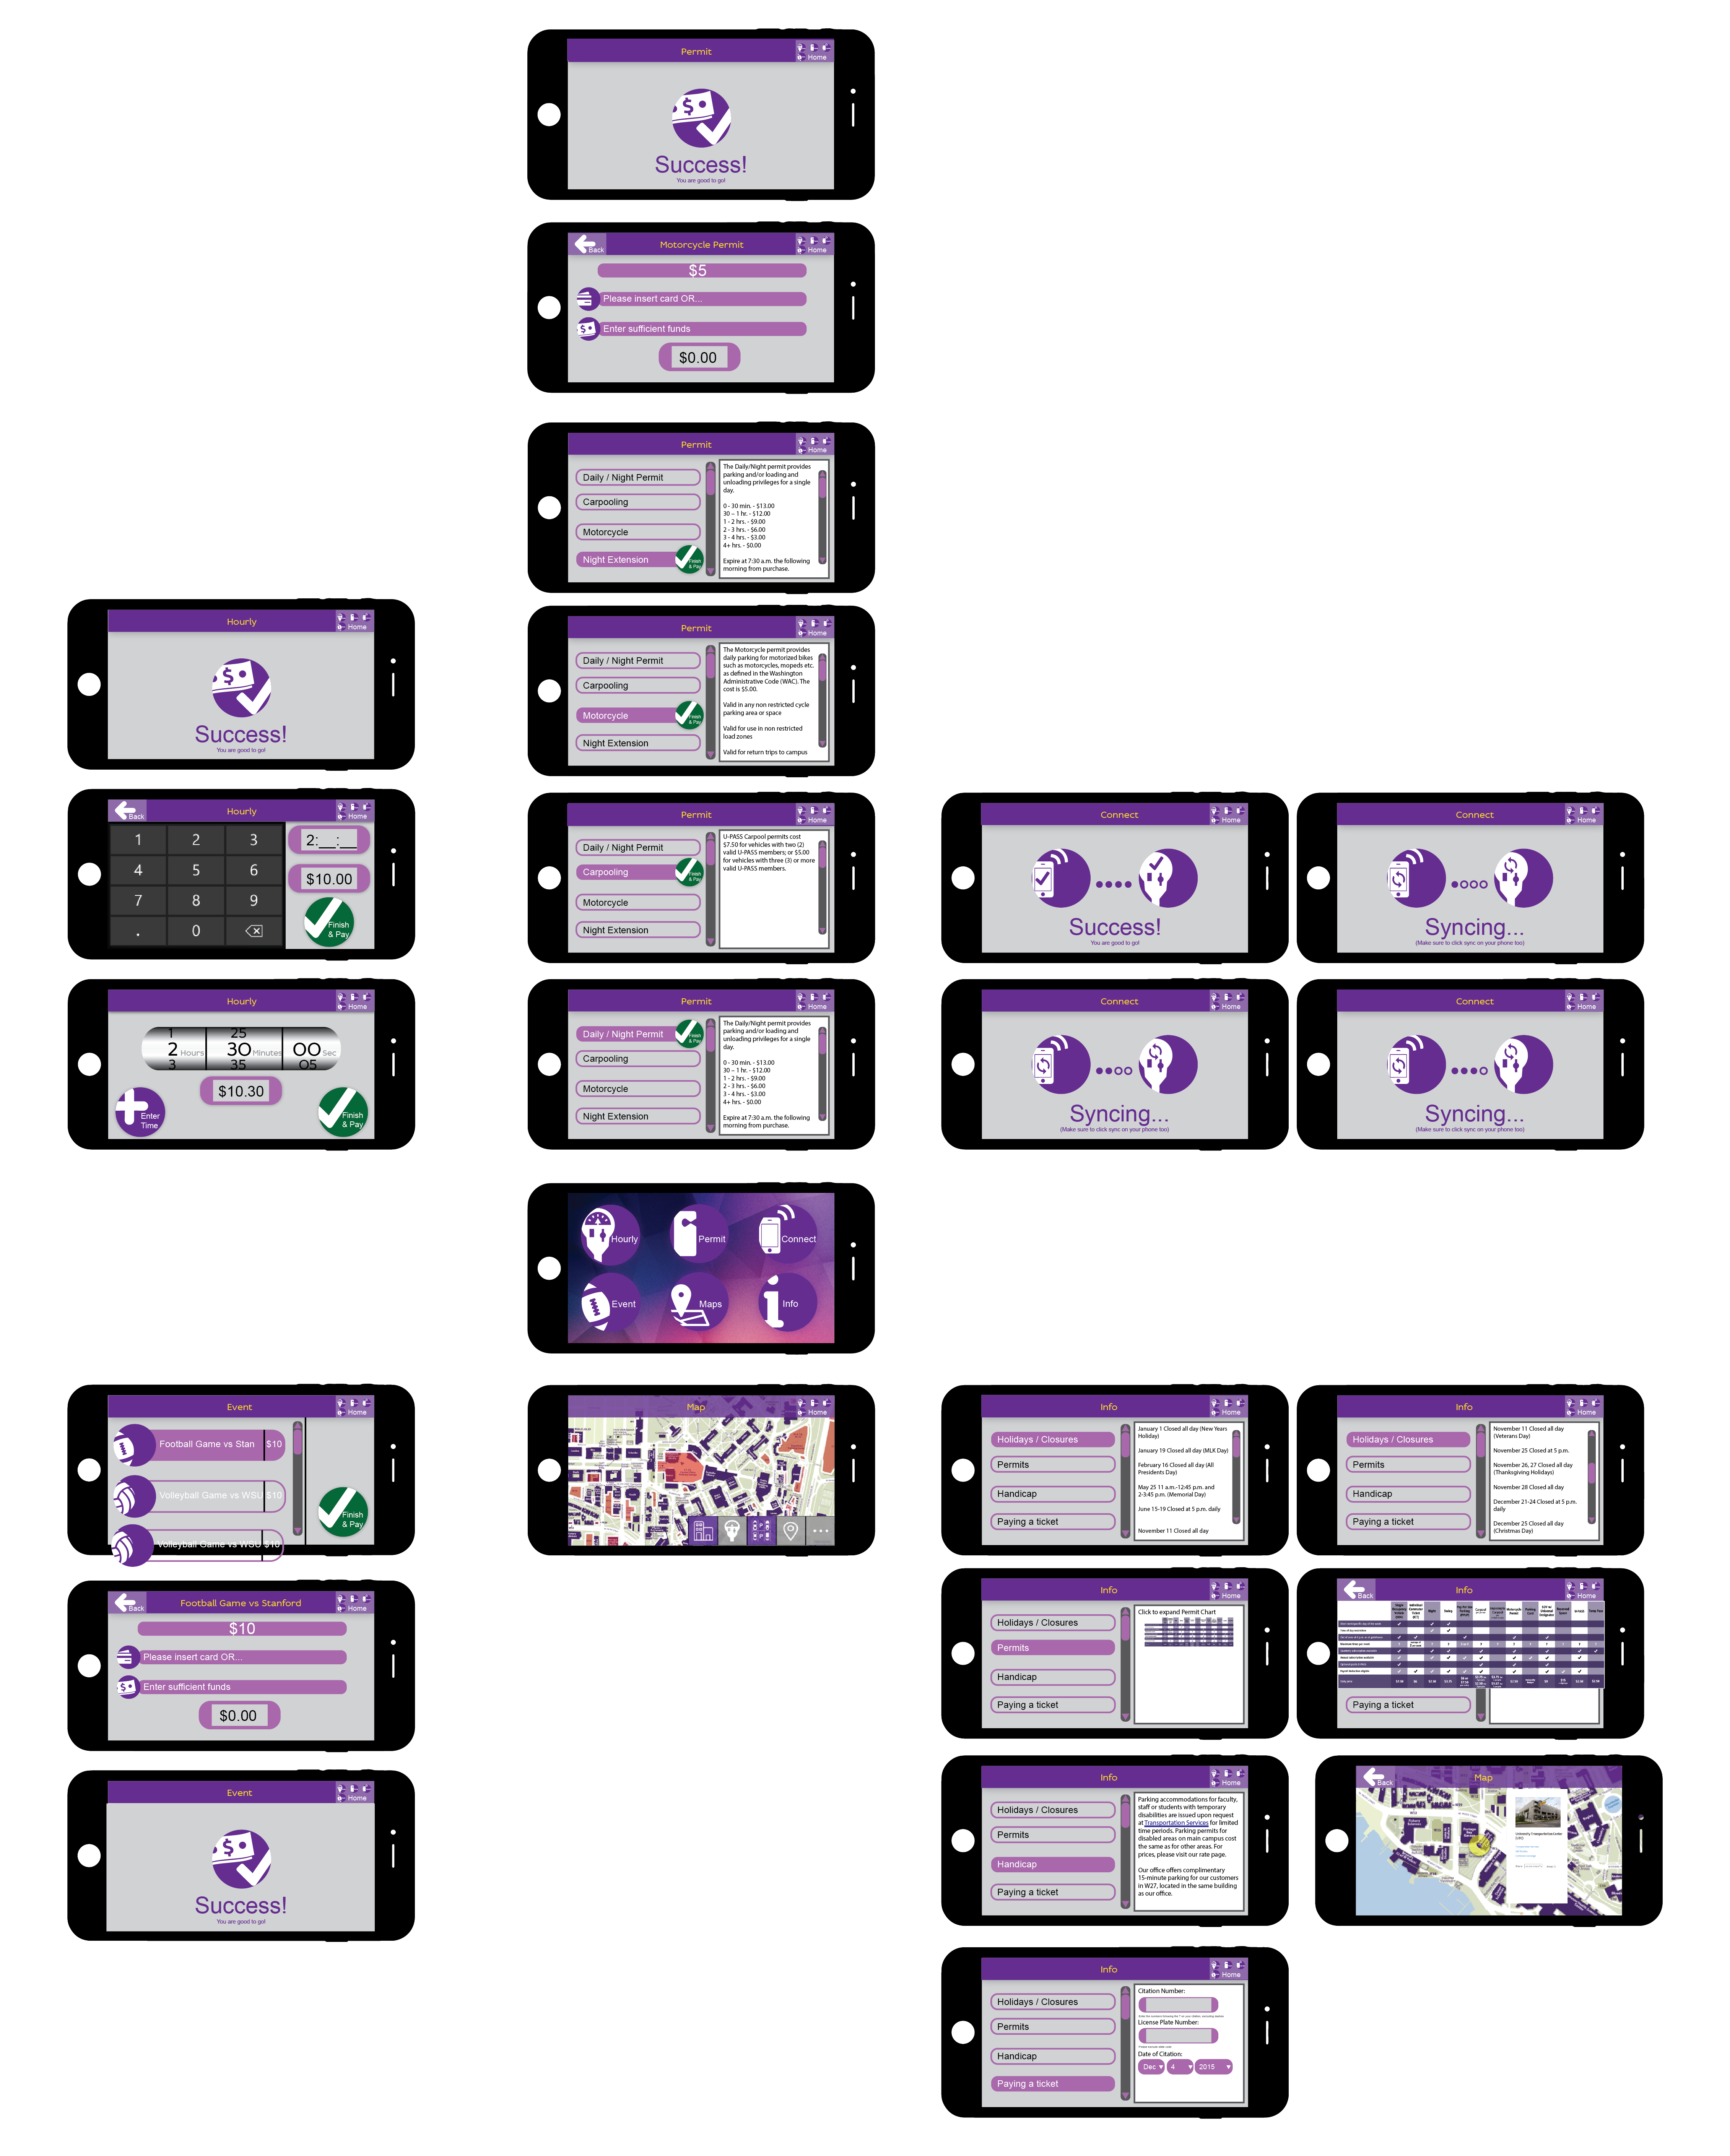 Permit
Home
Success!
You are good to go!
Back
Motorcycle Permit
Home
$5
Please insert card OR...
Enter sufficient funds
$0.00
Permit
Home
Daily / Night Permit
Carpooling
Motorcycle
Night Extension
Finish
& Pay
The Daily/Night permit provides
parking and/or loading and
unloading privileges for a single
day.
0 - 30 min. - $13.00
30 – 1 hr. - $12.00
1 - 2 hrs. - $9.00
2 - 3 hrs. - $6.00
3 - 4 hrs. - $3.00
4+ hrs. - $0.00
Expire at 7:30 a.m. the following
morning from purchase.
Hourly
Home
Success!
You are good to go!
Permit
Home
Daily / Night Permit
Carpooling
Motorcycle
Night Extension
Finish
& Pay
The Motorcycle permit provides
daily parking for motorized bikes
such as motorcycles, mopeds etc.
as defined in the Washington
Administrative Code (WAC). The
cost is $5.00.
Valid in any non restricted cycle
parking area or space
Valid for use in non restricted
load zones
Valid for return trips to campus
Back
Hourly
Home
1 2 3
4 5 6
7 8 9
. 0
2:__:__
$10.00
Finish
& Pay
Permit
Home
Daily / Night Permit
Carpooling
Motorcycle
Night Extension
Finish
& Pay
U-PASS Carpool permits cost
$7.50 for vehicles with two (2)
valid U-PASS members; or $5.00
for vehicles with three (3) or more
valid U-PASS members.
Connect
Home
Success!
You are good to go!
Connect
Home
Syncing...
(Make sure to click sync on your phone too)
Hourly
Home
1 25
2 Hours 30 Minutes 00 Sec
3 35 05
$10.30
Enter
Time
Finish
& Pay
Permit
Home
Daily / Night Permit
Carpooling
Motorcycle
Night Extension
Finish
& Pay
The Daily/Night permit provides
parking and/or loading and
unloading privileges for a single
day.
0 - 30 min. - $13.00
30 – 1 hr. - $12.00
1 - 2 hrs. - $9.00
2 - 3 hrs. - $6.00
3 - 4 hrs. - $3.00
4+ hrs. - $0.00
Expire at 7:30 a.m. the following
morning from purchase.
Connect
Home
Syncing...
(Make sure to click sync on your phone too)
Connect
Home
Syncing...
(Make sure to click sync on your phone too)
Hourly
Permit
Connect
Event
Maps
Info
Event
Home
Football Game vs Stan $10
Volleyball Game vs WSU $10
Volleyball Game vs WSU $10
Finish
& Pay
Map
Home
Info
Home
Holidays / Closures
Permits
Handicap
Paying a ticket
January 1 Closed all day (New Years
Holiday)
January 19 Closed all day (MLK Day)
February 16 Closed all day (All
Presidents Day)
May 25 11 a.m.-12:45 p.m. and
2-3:45 p.m. (Memorial Day)
June 15-19 Closed at 5 p.m. daily
November 11 Closed all day
Info
Home
Holidays / Closures
Permits
Handicap
Paying a ticket
November 11 Closed all day
(Veterans Day)
November 25 Closed at 5 p.m.
November 26, 27 Closed all day
(Thanksgiving Holidays)
November 28 Closed all day
December 21-24 Closed at 5 p.m.
daily
December 25 Closed all day
(Christmas Day)
Back
Football Game vs Stanford
Home
$10
Please insert card OR...
Enter sufficient funds
$0.00
Info
Home
Holidays / Closures
Permits
Handicap
Paying a ticket
Click to expand Permit Chart
Back
Info
Home
Paying a ticket
Event
Home
Success!
You are good to go!
Info
Home
Holidays / Closures
Permits
Handicap
Paying a ticket
Parking accommodations for faculty,
staff or students with temporary
disabilities are issued upon request
at Transportation Services for limited
time periods. Parking permits for
disabled areas on main campus cost
the same as for other areas. For
prices, please visit our rate page.
Our office offers complimentary
15-minute parking for our customers
in W27, located in the same building
as our office.
Back
Map
Info
Home
Holidays / Closures
Permits
Handicap
Paying a ticket
Citation Number:
License Plate Number:
Date of Citation:
Dec 4 2015